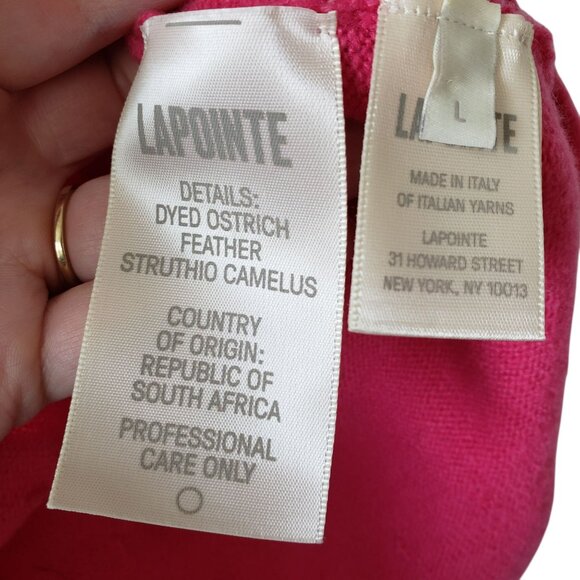 LAPOINTE
DETAILS:
DYED OSTRICH
FEATHER
STRUTHIO CAMELUS
COUNTRY
OF ORIGIN:
REPUBLIC OF
SOUTH AFRICA
PROFESSIONAL
CARE ONLY
L
MADE IN ITALY
OF ITALIAN YARNS
LAPOINTE
31 HOWARD STREET
NEW YORK, NY 10013